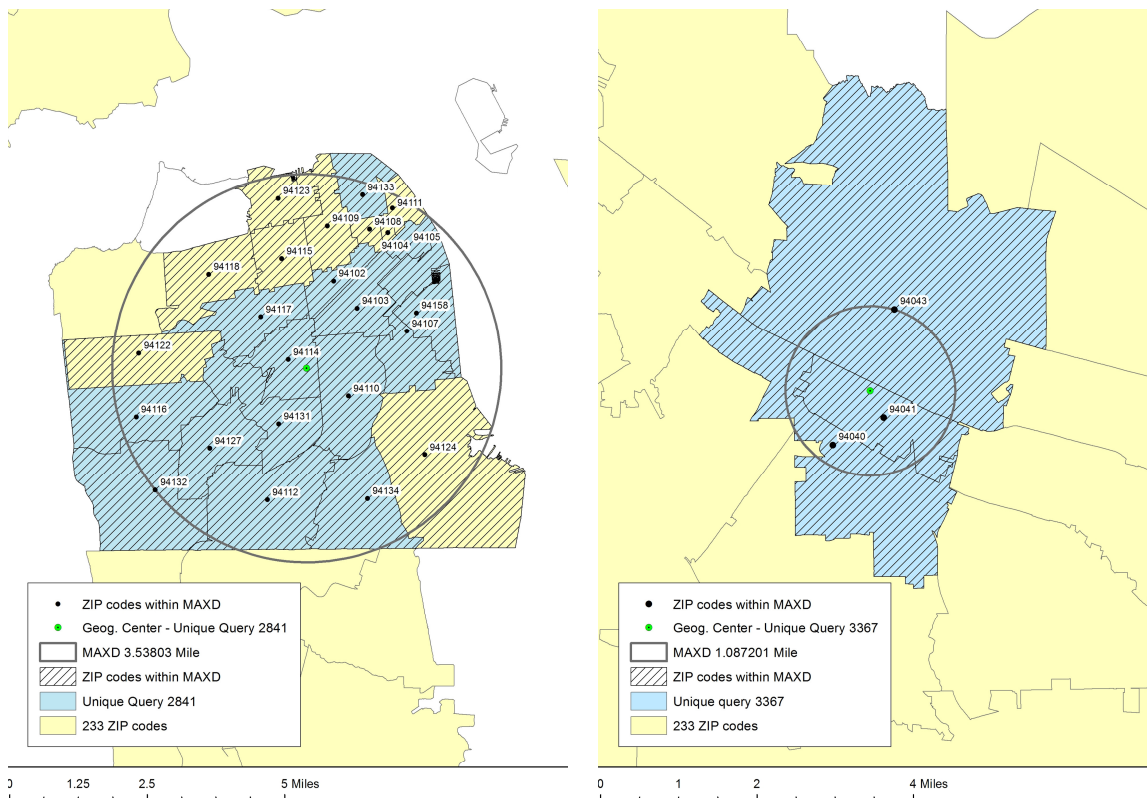 94133
94123
94111
94109
94108
94105
94104
94115
94118
94102
94103
94158
94117
94107
94122
94114
94110
94116
94131
94127
94124
94132
94112
94134
ZIP codes within MAXD
Geog. Center - Unique Query 2841
MAXD 3.53803 Mile
ZIP codes within MAXD
Unique Query 2841
233 ZIP codes
0 1.25 2.5 5 Miles
94043
94041
94040
ZIP codes within MAXD
Geog. Center - Unique Query 3367
MAXD 1.087201 Mile
ZIP codes within MAXD
Unique query 3367
233 ZIP codes
0 1 2 4 Miles